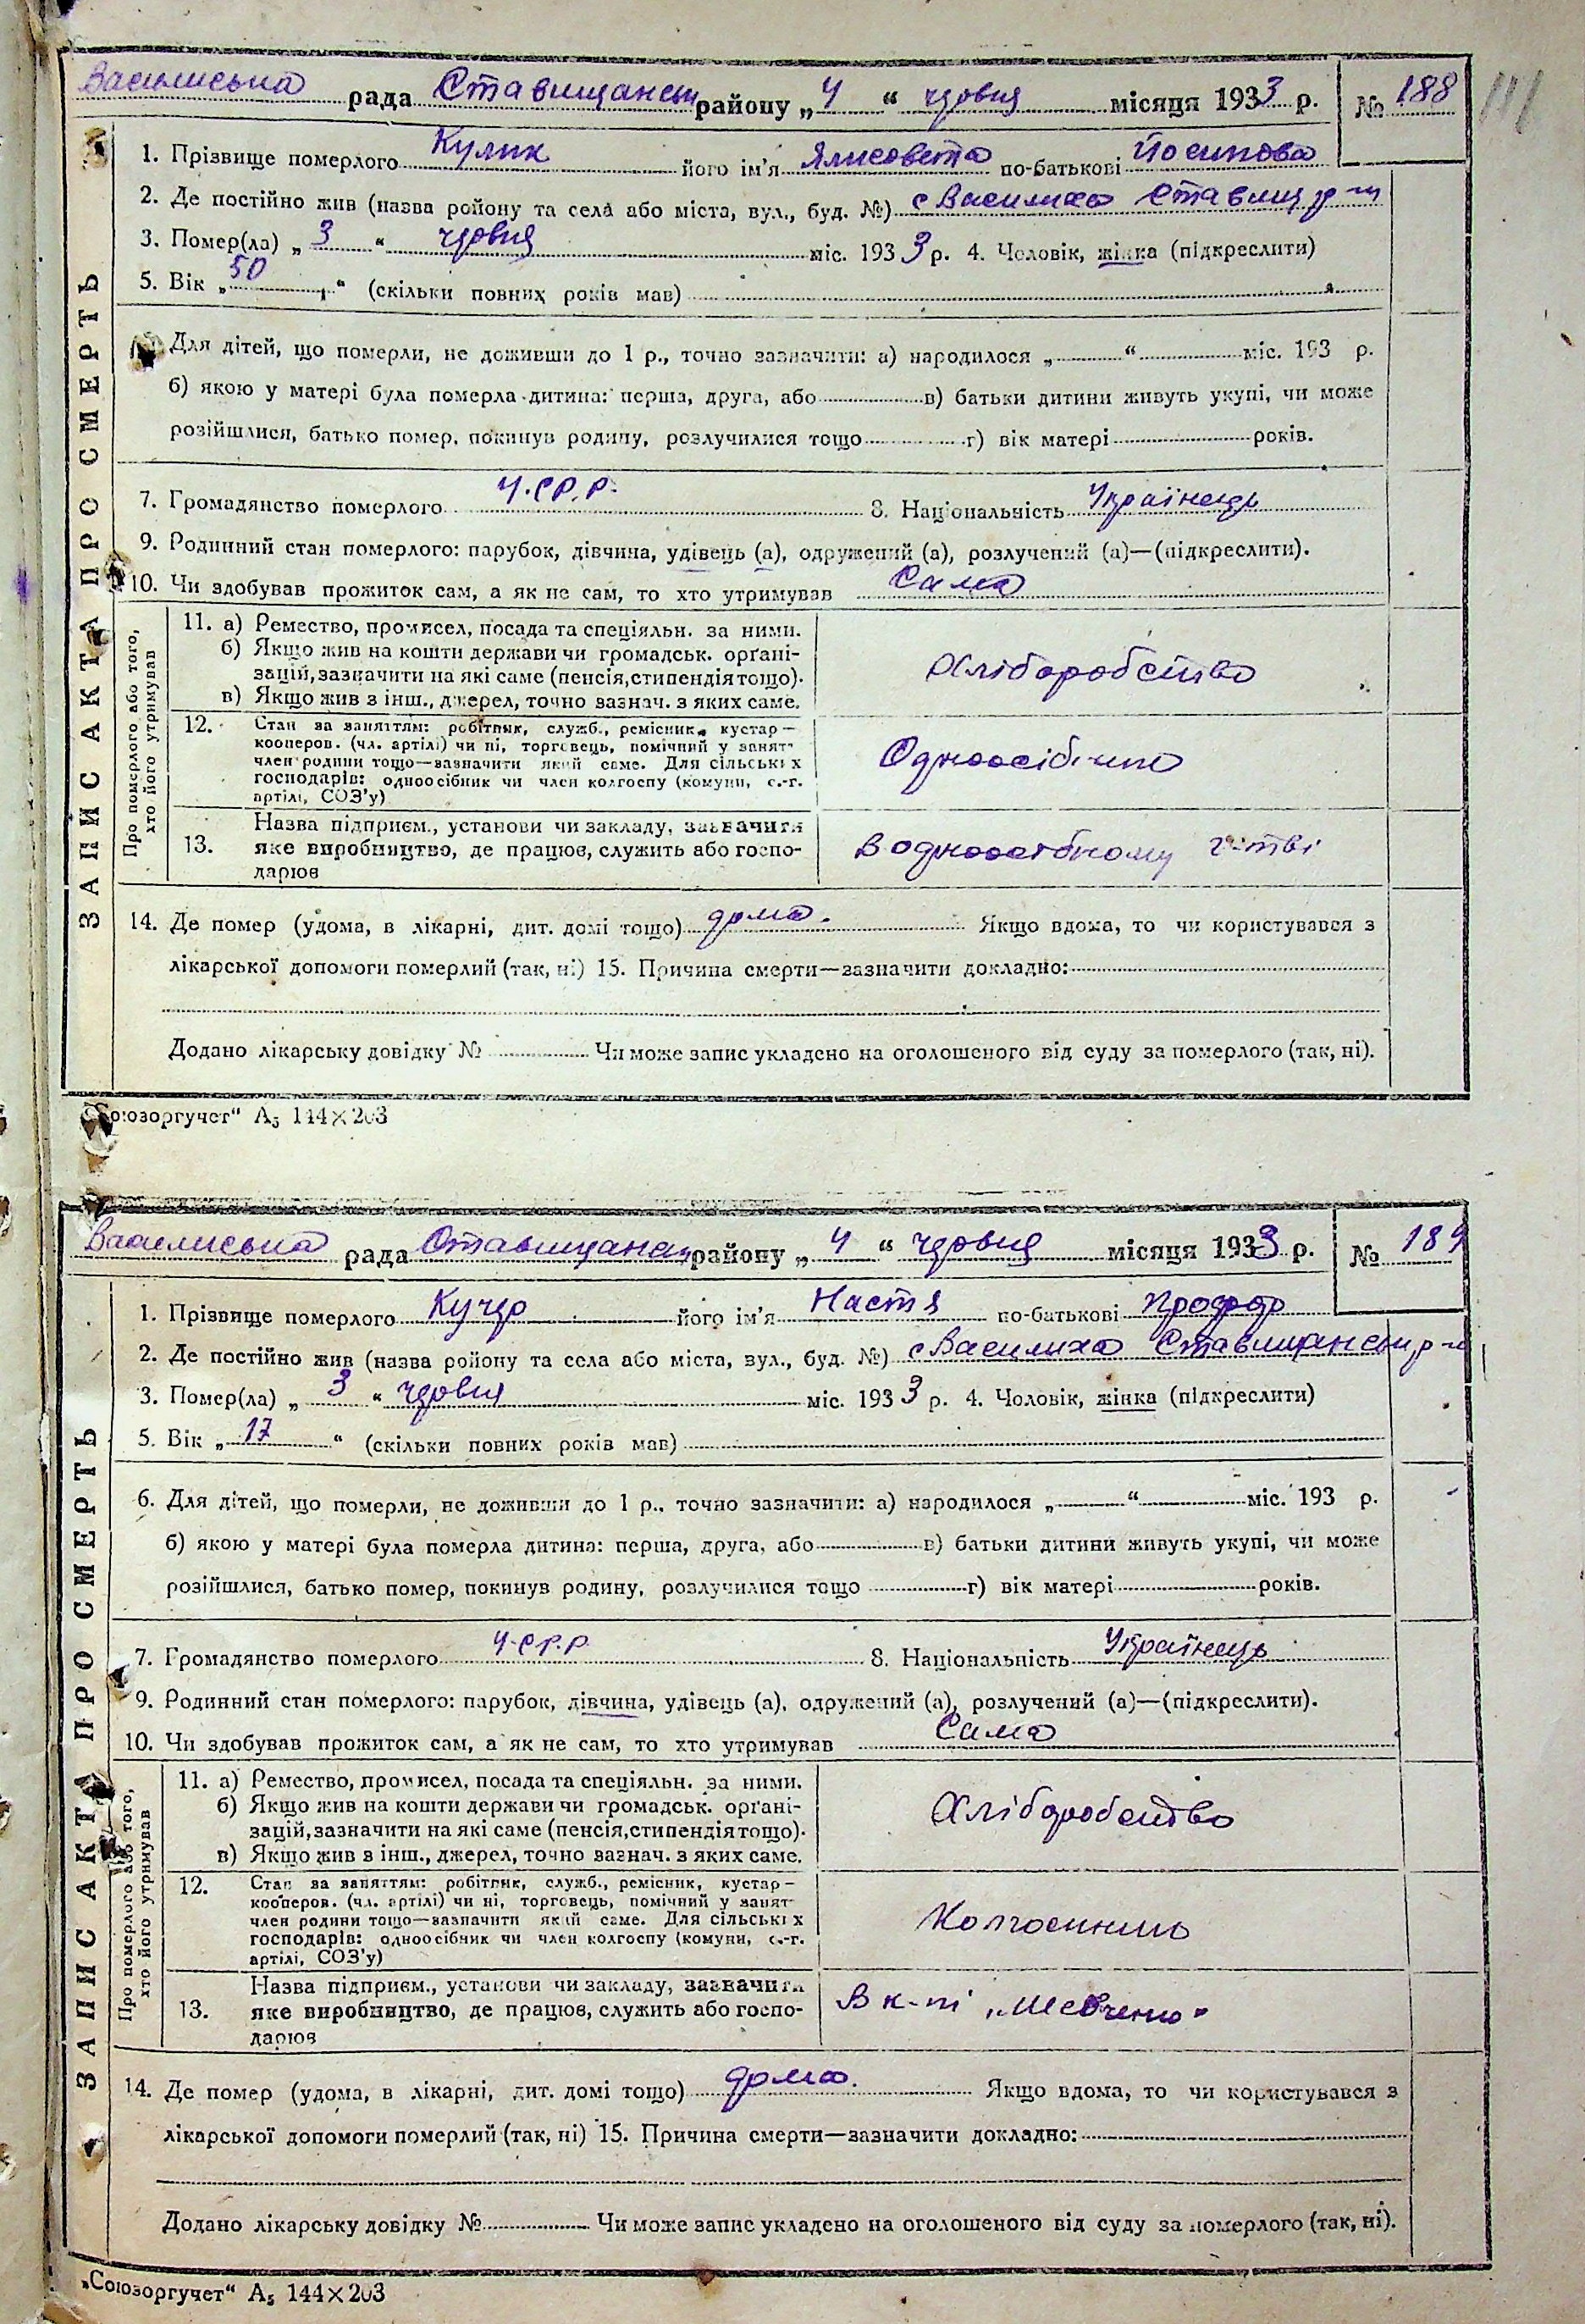 Василиська рада Ставищанськ району „4“ червня місяця 1933 р. № 188
1. Прізвище померлого Кулик його ім'я Ялисовета по-батькові Йосипова
2. Де постійно жив (назва району та села або міста, вул., буд. №) с Василиха Ставищ р-н
3. Помер(ла) „3“ червня міс. 1933 р. 4. Чоловік, жінка (підкреслити)
5. Вік „50“ (скільки повних років мав)
Для дітей, що померли, не доживши до 1 р., точно зазначити: а) народилося „ “ міс. 193 р.
б) якою у матері була померла дитина: перша, друга, або в) батьки дитини живуть укупі, чи може
розійшлися, батько помер, покинув родину, розлучилися тощо г) вік матері років.
7. Громадянство померлого У.СР.Р. 8. Національність Українець
9. Родинний стан померлого: парубок, дівчина, удівець (а), одружений (а), розлучений (а)—(підкреслити).
10. Чи здобував прожиток сам, а як не сам, то хто утримував Сама
ЗАПИС АКТА ПРО СМЕРТЬ
Про померлого або того,
хто його утримував
11. а) Ремество, промисел, посада та спеціяльн. за ними.
б) Якщо жив на кошти держави чи громадськ. орґані-
зацій, зазначити на які саме (пенсія, стипендія тощо).
в) Якщо жив з інш., джерел, точно зазнач. з яких саме.
Хліборобство
12. Стан за заняттям: робітник, служб., ремісник, кустар—
кооперов. (чл. артілі) чи ні, торговець, помічний у занят-
член родини тощо—зазначити який саме. Для сільських
господарів: одноосібник чи член колгоспу (комуни, с.-г.
артілі, СОЗ'у)
Одноосібниця
13. Назва підприєм., установи чи закладу, зазначити
яке виробництво, де працює, служить або госпо-
дарює
В одноосібному г-стві
14. Де помер (удома, в лікарні, дит. домі тощо) дома. Якщо вдома, то чи користувався з
лікарської допомоги померлий (так, ні) 15. Причина смерти—зазначити докладно:
Додано лікарську довідку № Чи може запис укладено на оголошеного від суду за померлого (так, ні).
„Союзоргучет“ А5 144×203
Василиська рада Ставищанськ району „4“ червня місяця 1933 р. № 189
1. Прізвище померлого Кучер його ім'я Настя по-батькові Профор
2. Де постійно жив (назва району та села або міста, вул., буд. №) с Василиха Ставищанськ р-н
3. Помер(ла) „3“ червня міс. 1933 р. 4. Чоловік, жінка (підкреслити)
5. Вік „17“ (скільки повних років мав)
6. Для дітей, що померли, не доживши до 1 р., точно зазначити: а) народилося „ “ міс. 193 р.
б) якою у матері була померла дитина: перша, друга, або в) батьки дитини живуть укупі, чи може
розійшлися, батько помер, покинув родину, розлучилися тощо г) вік матері років.
7. Громадянство померлого У.СР.Р 8. Національність Українець
9. Родинний стан померлого: парубок, дівчина, удівець (а), одружений (а), розлучений (а)—(підкреслити).
10. Чи здобував прожиток сам, а як не сам, то хто утримував Сама
ЗАПИС АКТА ПРО СМЕРТЬ
Про померлого або того,
хто його утримував
11. а) Ремество, промисел, посада та спеціяльн. за ними.
б) Якщо жив на кошти держави чи громадськ. орґані-
зацій, зазначити на які саме (пенсія, стипендія тощо).
в) Якщо жив з інш., джерел, точно зазнач. з яких саме.
Хліборобство
12. Стан за заняттям: робітник, служб., ремісник, кустар—
кооперов. (чл. артілі) чи ні, торговець, помічний у занят-
член родини тощо—зазначити який саме. Для сільських
господарів: одноосібник чи член колгоспу (комуни, с.-г.
артілі, СОЗ'у)
Колгоспниць
13. Назва підприєм., установи чи закладу, зазначити
яке виробництво, де працює, служить або госпо-
дарює
В к-пі „Шевченко“
14. Де помер (удома, в лікарні, дит. домі тощо) дома. Якщо вдома, то чи користувався з
лікарської допомоги померлий (так, ні) 15. Причина смерти—зазначити докладно:
Додано лікарську довідку № Чи може запис укладено на оголошеного від суду за померлого (так, ні).
„Союзоргучет“ А5 144×203